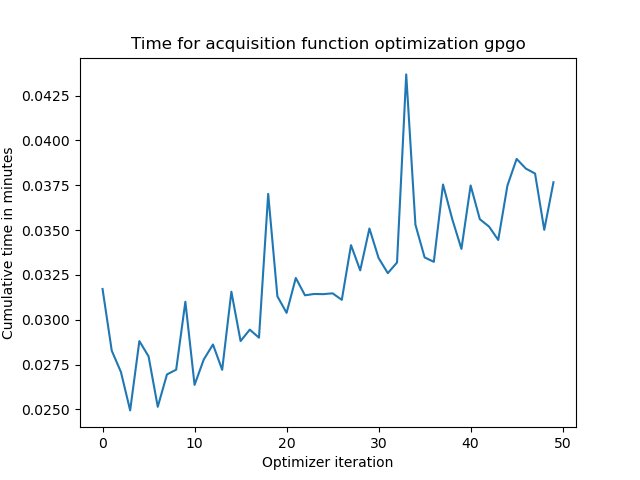 Time for acquisition function optimization gpgo
Cumulative time in minutes
0.0425
0.0400
0.0375
0.0350
0.0325
0.0300
0.0275
0.0250
0 10 20 30 40 50
Optimizer iteration